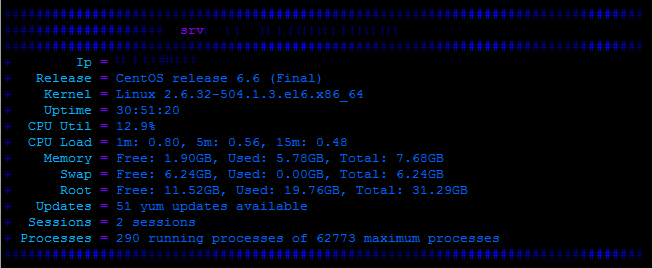 ################################################################################
#################### srv
################################################################################
+ Ip =
+ Release = CentOS release 6.6 (Final)
+ Kernel = Linux 2.6.32-504.1.3.el6.x86_64
+ Uptime = 30:51:20
+ CPU Util = 12.9%
+ CPU Load = 1m: 0.80, 5m: 0.56, 15m: 0.48
+ Memory = Free: 1.90GB, Used: 5.78GB, Total: 7.68GB
+ Swap = Free: 6.24GB, Used: 0.00GB, Total: 6.24GB
+ Root = Free: 11.52GB, Used: 19.76GB, Total: 31.29GB
+ Updates = 51 yum updates available
+ Sessions = 2 sessions
+ Processes = 290 running processes of 62773 maximum processes
################################################################################